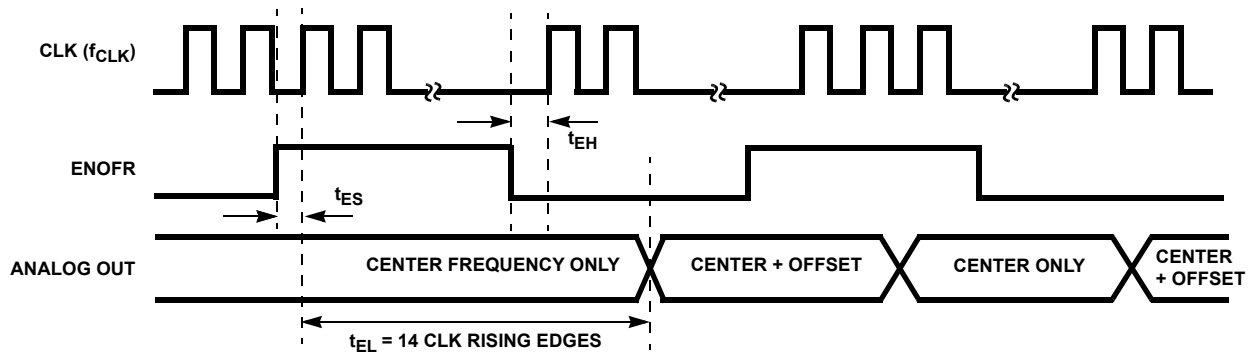 CLK (fCLK)
tEH
ENOFR
tES
ANALOG OUT
CENTER FREQUENCY ONLY
CENTER + OFFSET
CENTER ONLY
CENTER
+ OFFSET
tEL = 14 CLK RISING EDGES